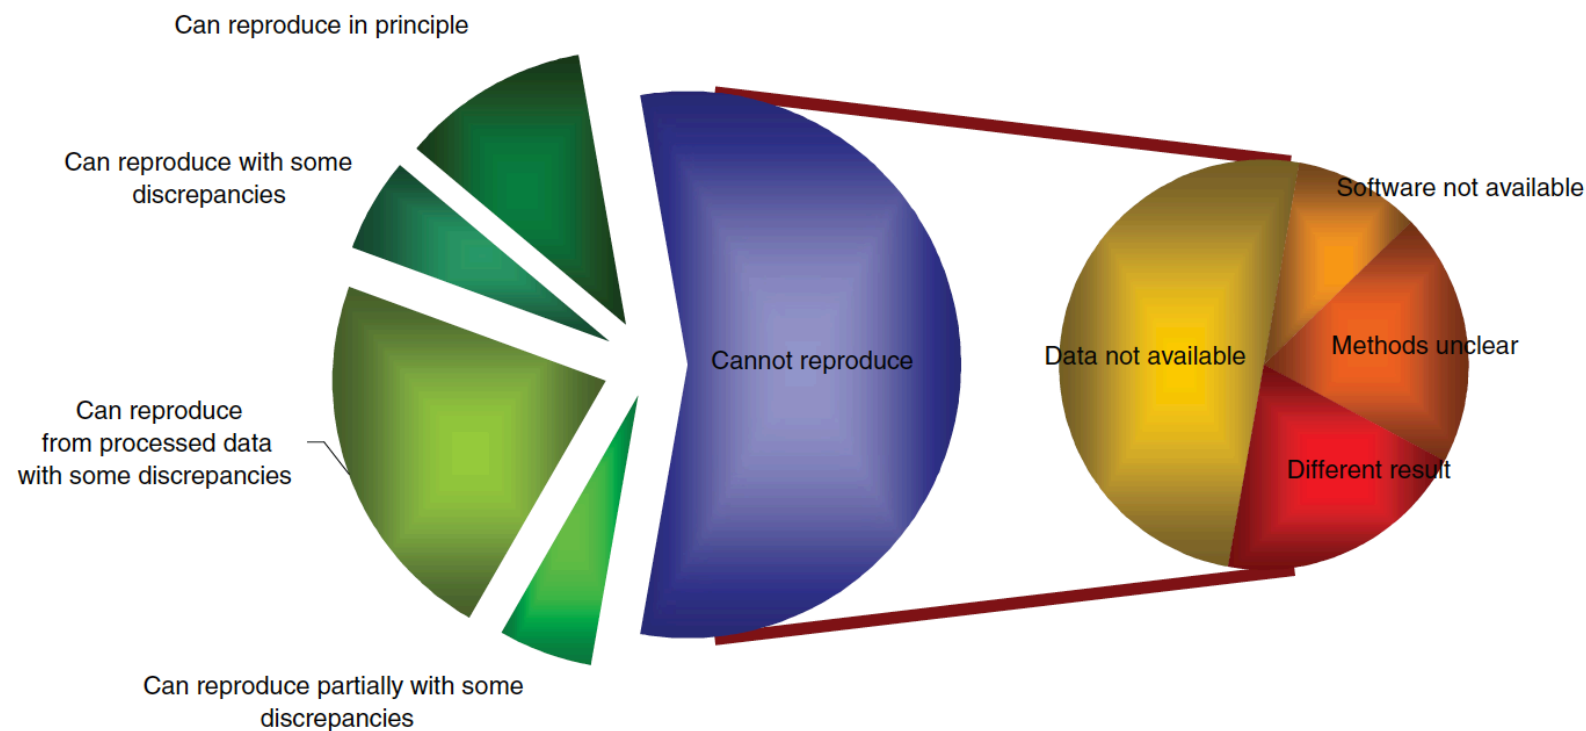 Can reproduce in principle
Can reproduce with some
discrepancies
Can reproduce
from processed data
with some discrepancies
Can reproduce partially with some
discrepancies
Cannot reproduce
Software not available
Data not available
Methods unclear
Different result